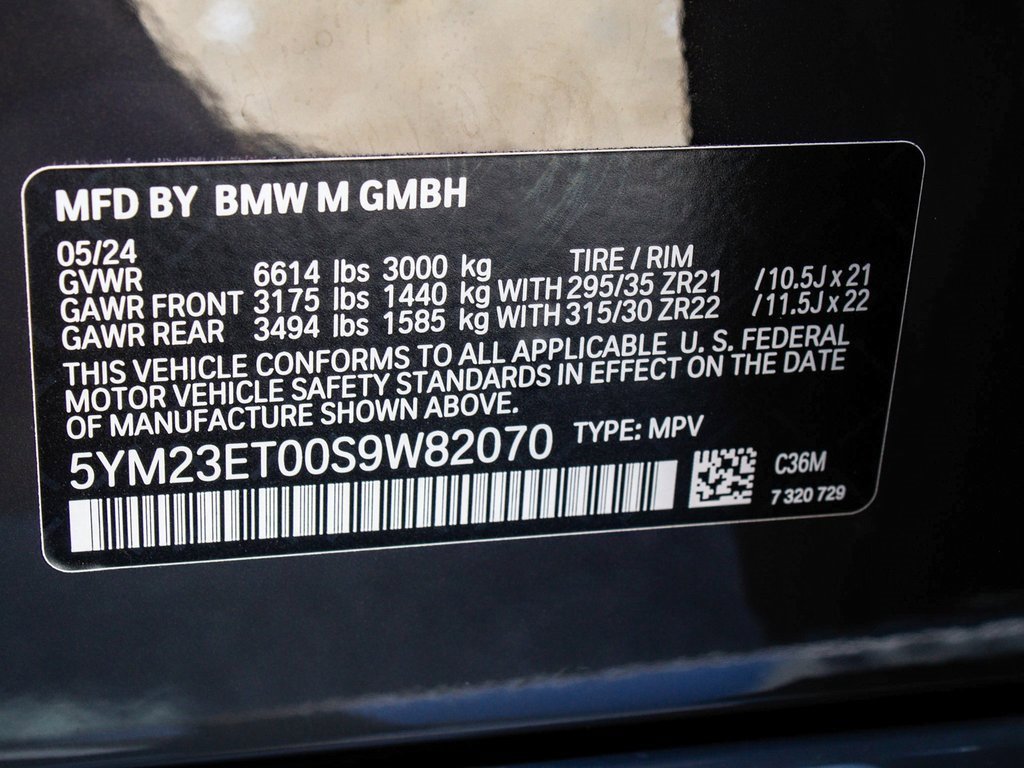 MFD BY BMW M GMBH
05/24
TIRE / RIM
GVWR 6614 lbs 3000 kg
GAWR FRONT 3175 lbs 1440 kg WITH 295/35 ZR21 /10.5J x 21
GAWR REAR 3494 lbs 1585 kg WITH 315/30 ZR22 /11.5J x 22
THIS VEHICLE CONFORMS TO ALL APPLICABLE U. S. FEDERAL
MOTOR VEHICLE SAFETY STANDARDS IN EFFECT ON THE DATE
OF MANUFACTURE SHOWN ABOVE.
5YM23ET00S9W82070 TYPE: MPV
C36M
7 320 729